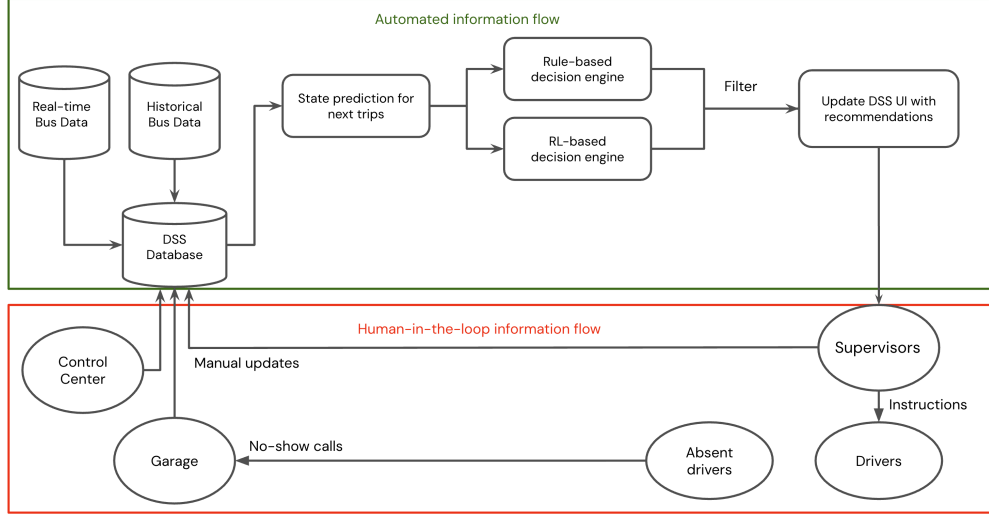 Automated information flow
Real-time
Bus Data
Historical
Bus Data
State prediction for
next trips
Rule-based
decision engine
RL-based
decision engine
Filter
Update DSS UI with
recommendations
DSS
Database
Human-in-the-loop information flow
Control
Center
Manual updates
Supervisors
Instructions
Garage
No-show calls
Absent
drivers
Drivers